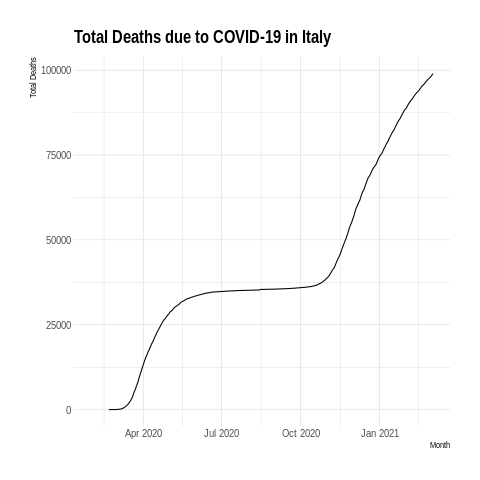 Total Deaths due to COVID-19 in Italy
Total Deaths
100000
75000
50000
25000
0
Apr 2020 Jul 2020 Oct 2020 Jan 2021
Month